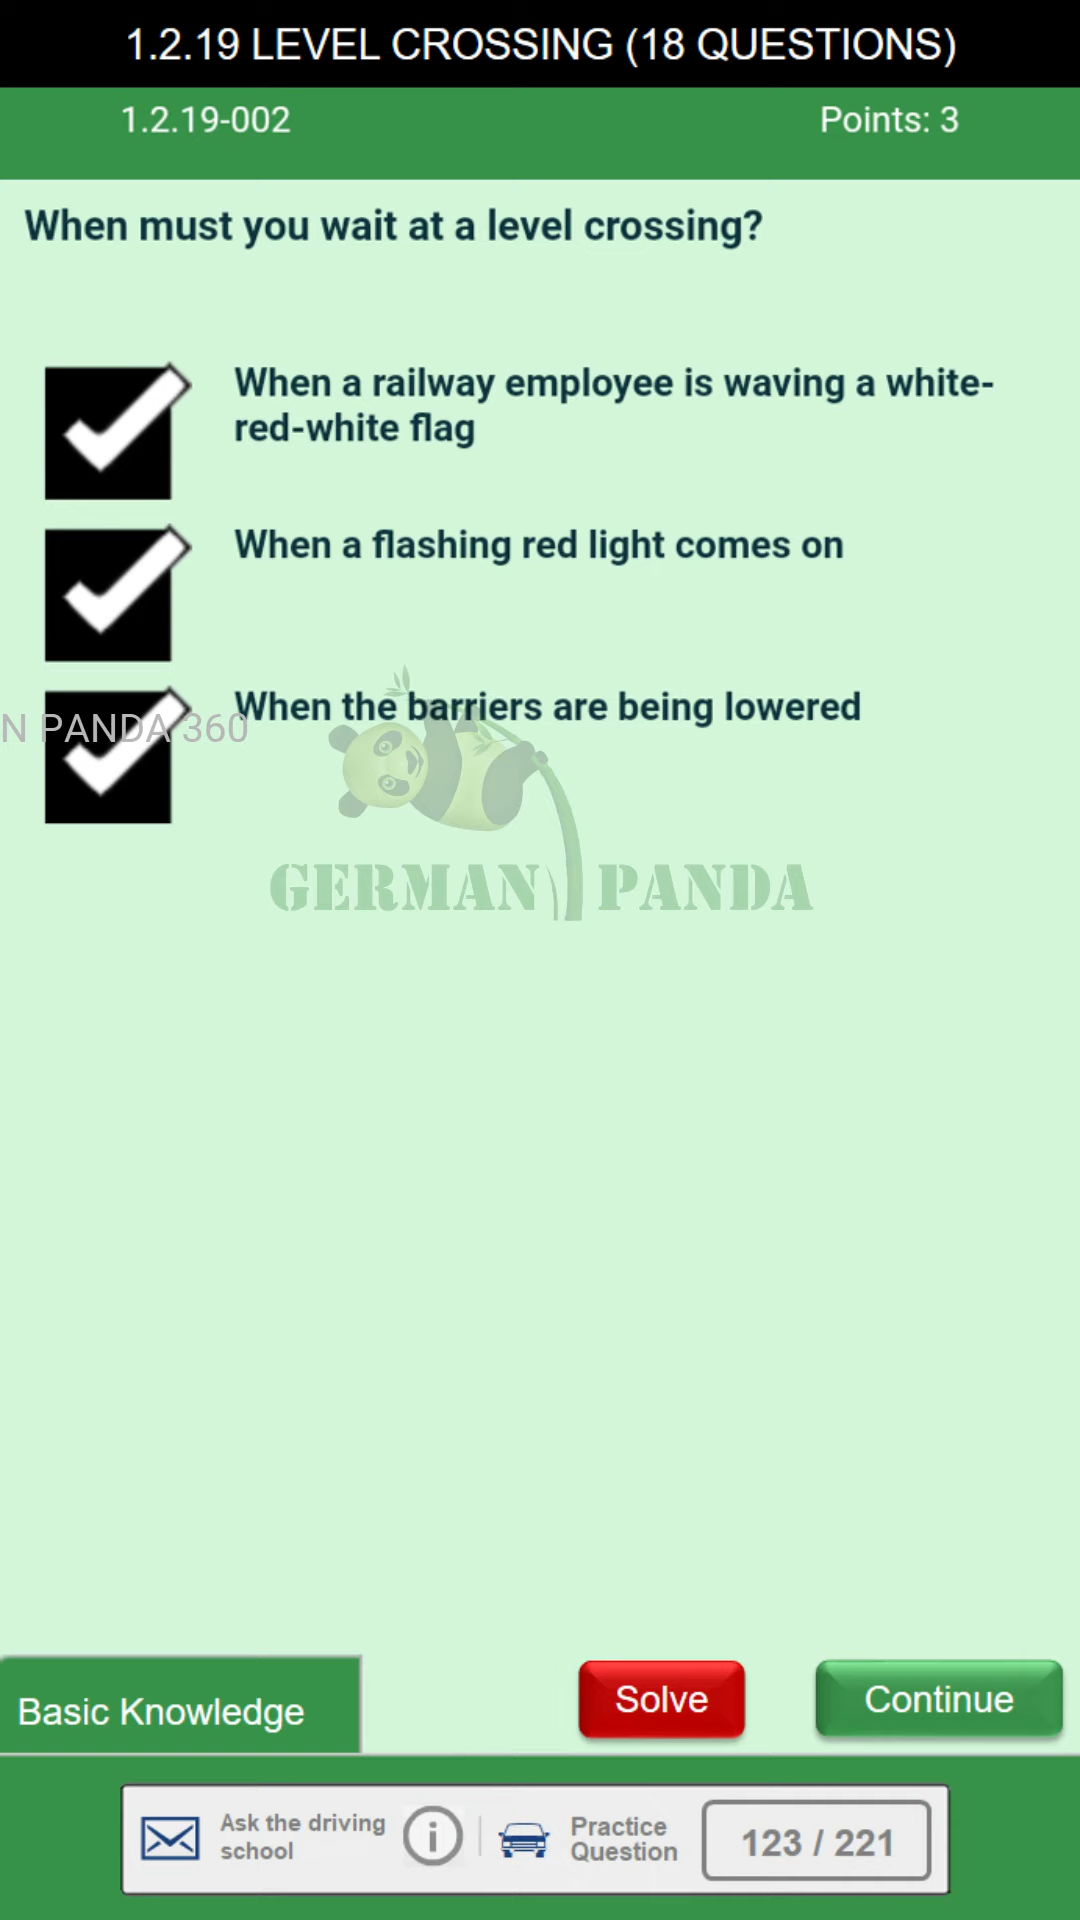 1.2.19 LEVEL CROSSING (18 QUESTIONS)
1.2.19-002
Points: 3
When must you wait at a level crossing?
When a railway employee is waving a white-
red-white flag
When a flashing red light comes on
When the barriers are being lowered
N PANDA 360
GERMAN PANDA
Basic Knowledge
Solve
Continue
Ask the driving
school
Practice
Question
123 / 221